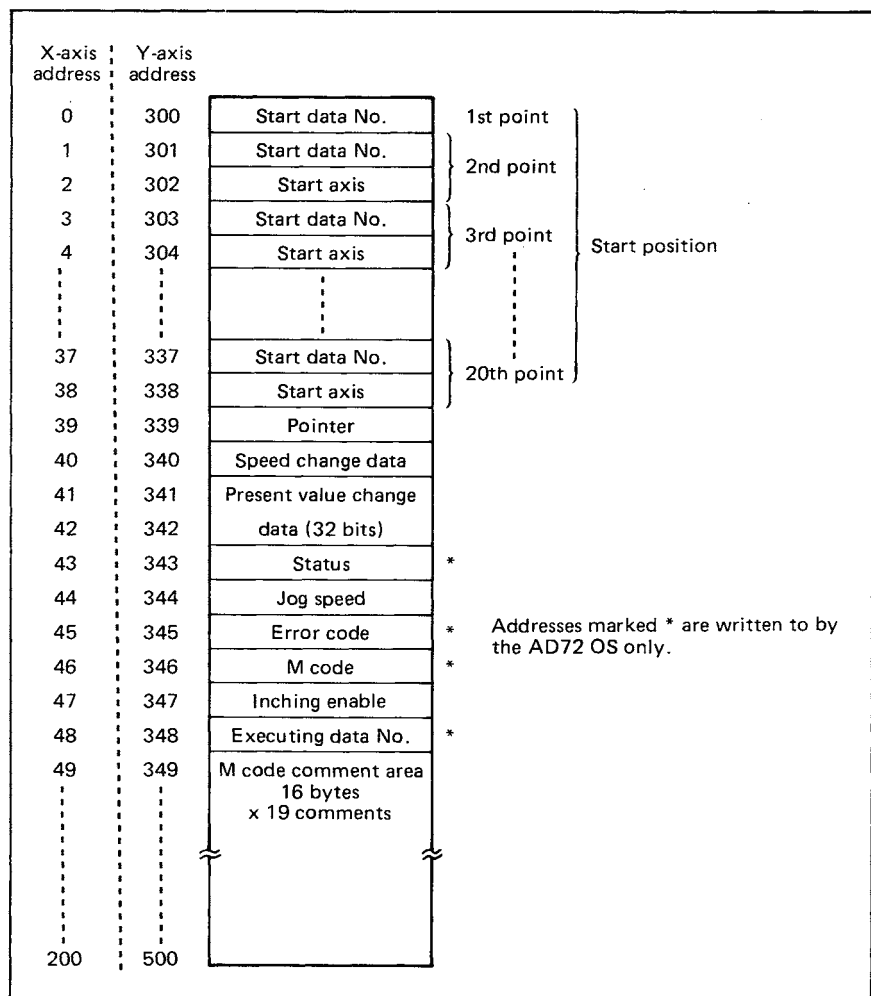 X-axis address Y-axis address
0 300 Start data No. 1st point
1 301 Start data No.
2nd point
2 302 Start axis
3 303 Start data No.
3rd point
4 304 Start axis
Start position
37 337 Start data No.
20th point
38 338 Start axis
39 339 Pointer
40 340 Speed change data
41 341 Present value change
42 342 data (32 bits)
43 343 Status *
44 344 Jog speed
45 345 Error code *
Addresses marked * are written to by
the AD72 OS only.
46 346 M code *
47 347 Inching enable
48 348 Executing data No. *
49 349 M code comment area
16 bytes
x 19 comments
200 500